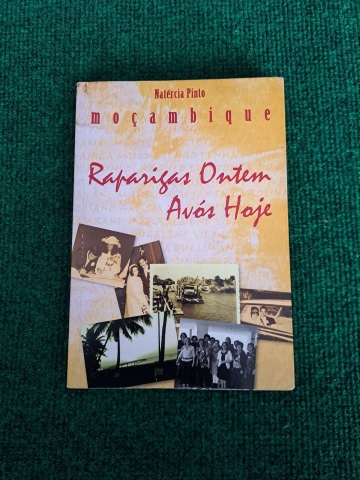 Natércia Pinto
moçambique
Raparigas Ontem
Avós Hoje